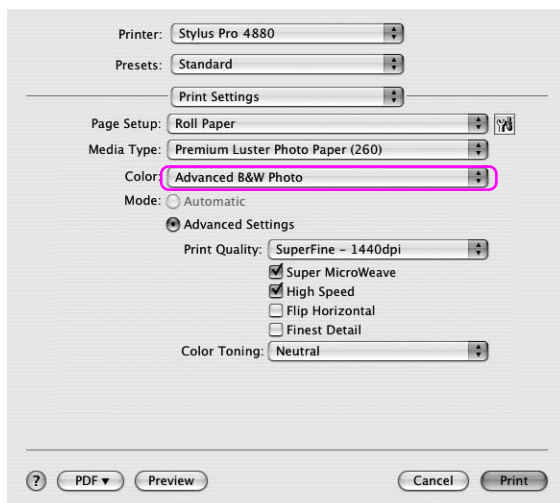 Printer: Stylus Pro 4880
Presets: Standard
Print Settings
Page Setup: Roll Paper
Media Type: Premium Luster Photo Paper (260)
Color: Advanced B&W Photo
Mode: Automatic
Advanced Settings
Print Quality: SuperFine – 1440dpi
Super MicroWeave
High Speed
Flip Horizontal
Finest Detail
Color Toning: Neutral
? PDF ▾ Preview Cancel Print